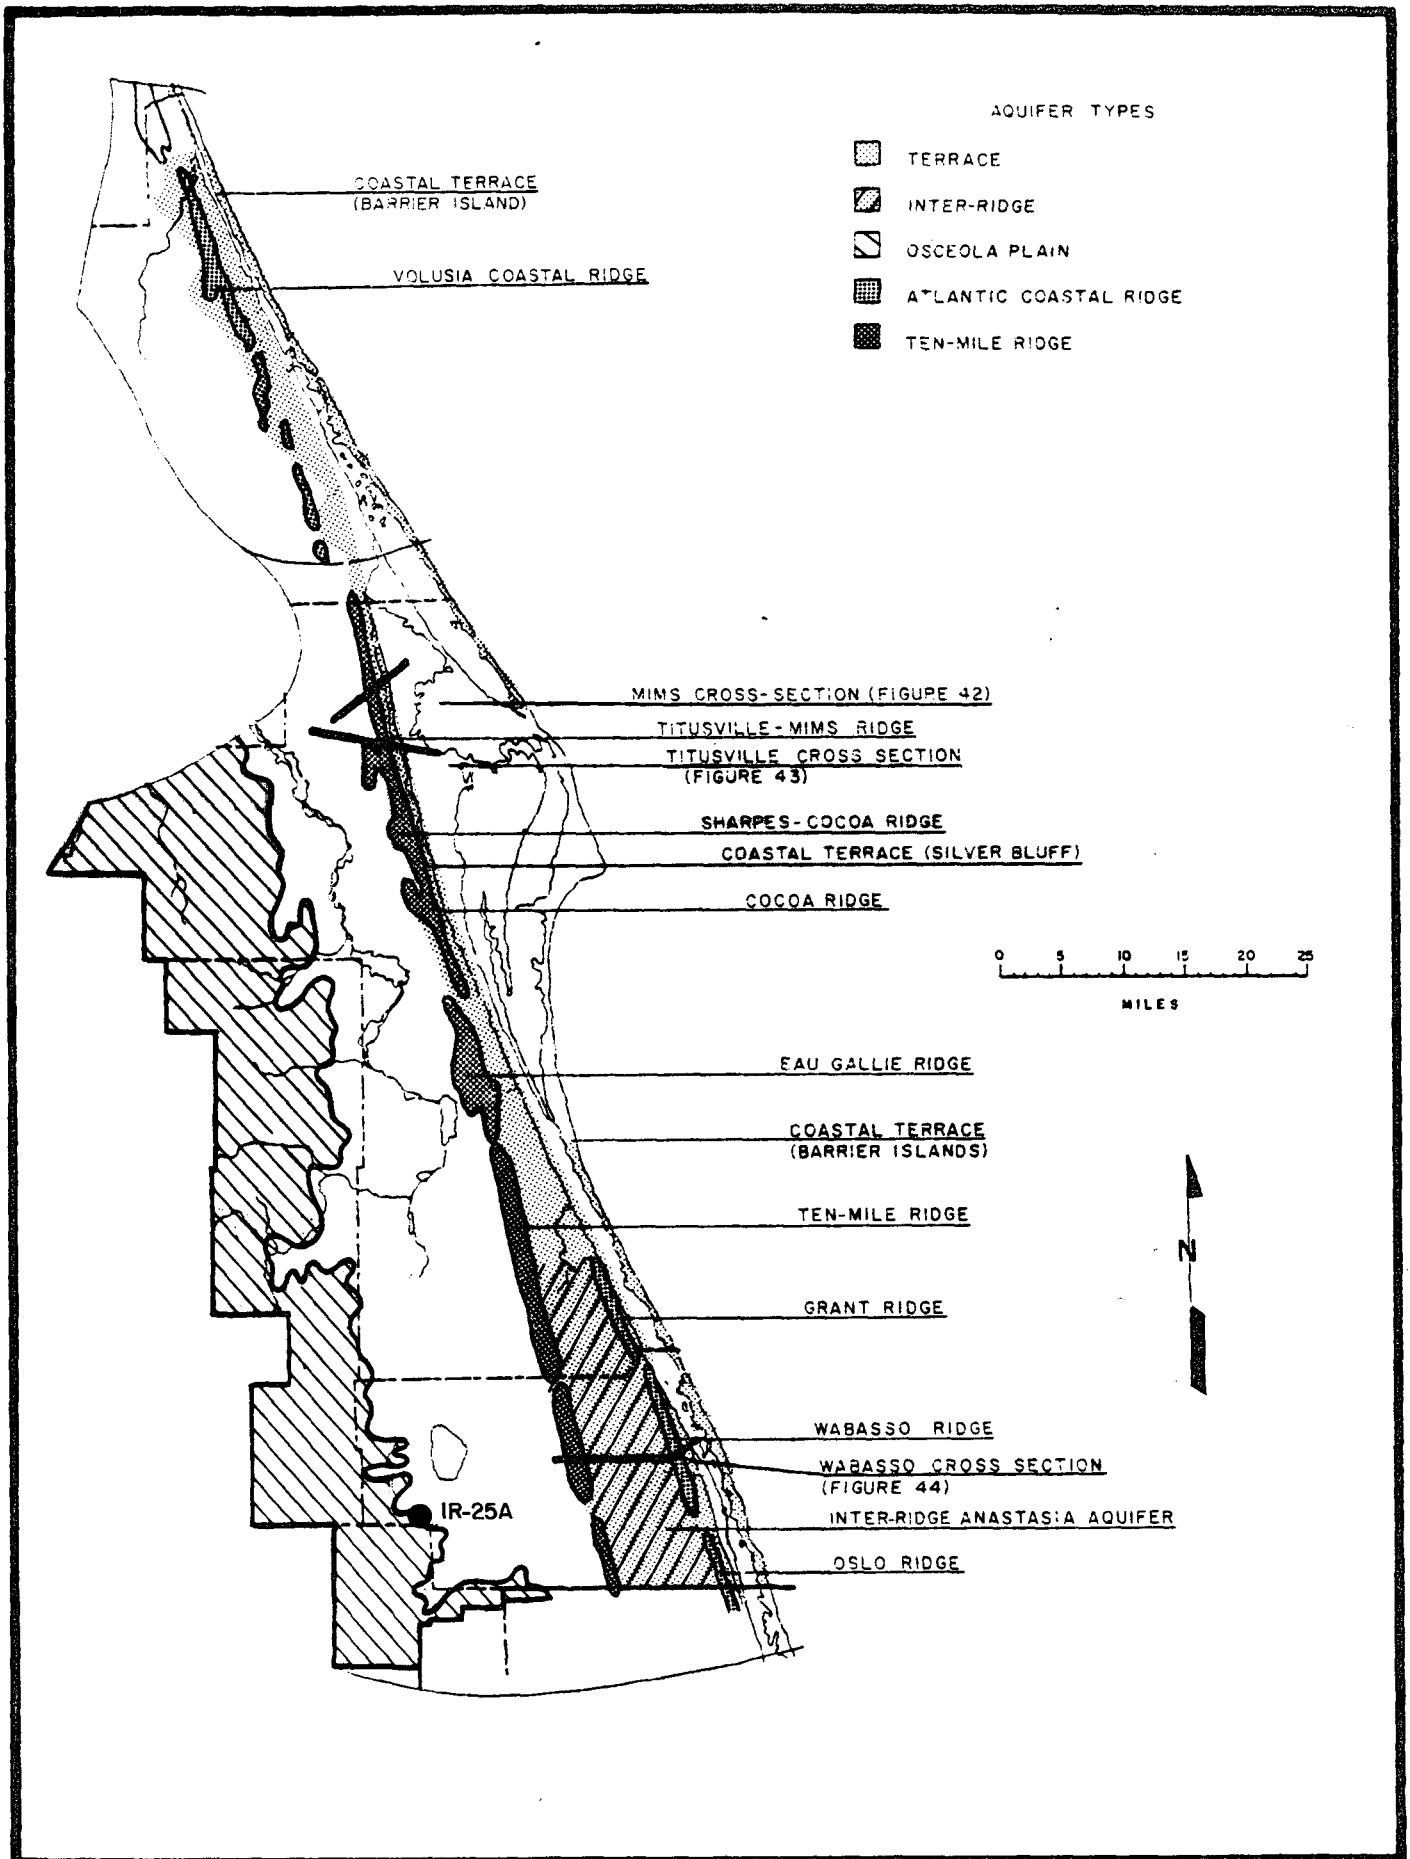 AQUIFER TYPES
TERRACE
INTER-RIDGE
OSCEOLA PLAIN
ATLANTIC COASTAL RIDGE
TEN-MILE RIDGE
COASTAL TERRACE
(BARRIER ISLAND)
VOLUSIA COASTAL RIDGE
MIMS CROSS-SECTION (FIGURE 42)
TITUSVILLE-MIMS RIDGE
TITUSVILLE CROSS SECTION
(FIGURE 43)
SHARPES-COCOA RIDGE
COASTAL TERRACE (SILVER BLUFF)
COCOA RIDGE
0 5 10 15 20 25
MILES
EAU GALLIE RIDGE
COASTAL TERRACE
(BARRIER ISLANDS)
TEN-MILE RIDGE
N
GRANT RIDGE
WABASSO RIDGE
WABASSO CROSS SECTION
(FIGURE 44)
IR-25A
INTER-RIDGE ANASTASIA AQUIFER
OSLO RIDGE